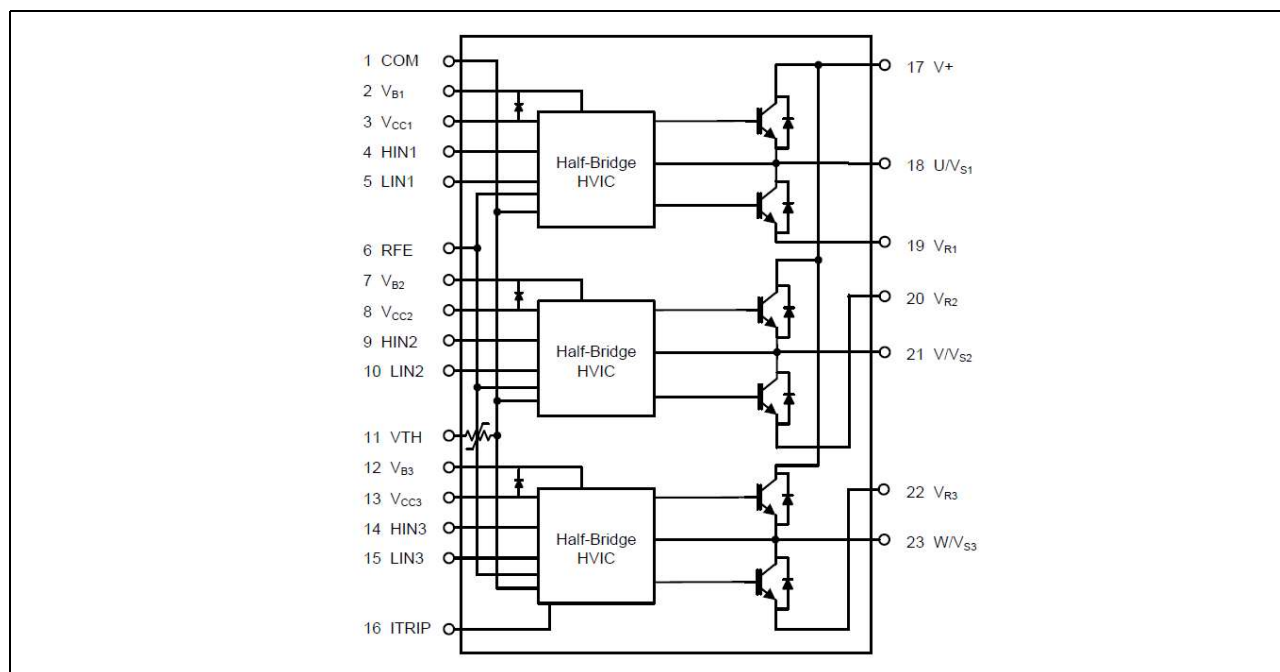 1 COM
2 VB1
3 VCC1
4 HIN1
5 LIN1
6 RFE
7 VB2
8 VCC2
9 HIN2
10 LIN2
11 VTH
12 VB3
13 VCC3
14 HIN3
15 LIN3
16 ITRIP
Half-Bridge
HVIC
Half-Bridge
HVIC
Half-Bridge
HVIC
17 V+
18 U/VS1
19 VR1
20 VR2
21 V/VS2
22 VR3
23 W/VS3